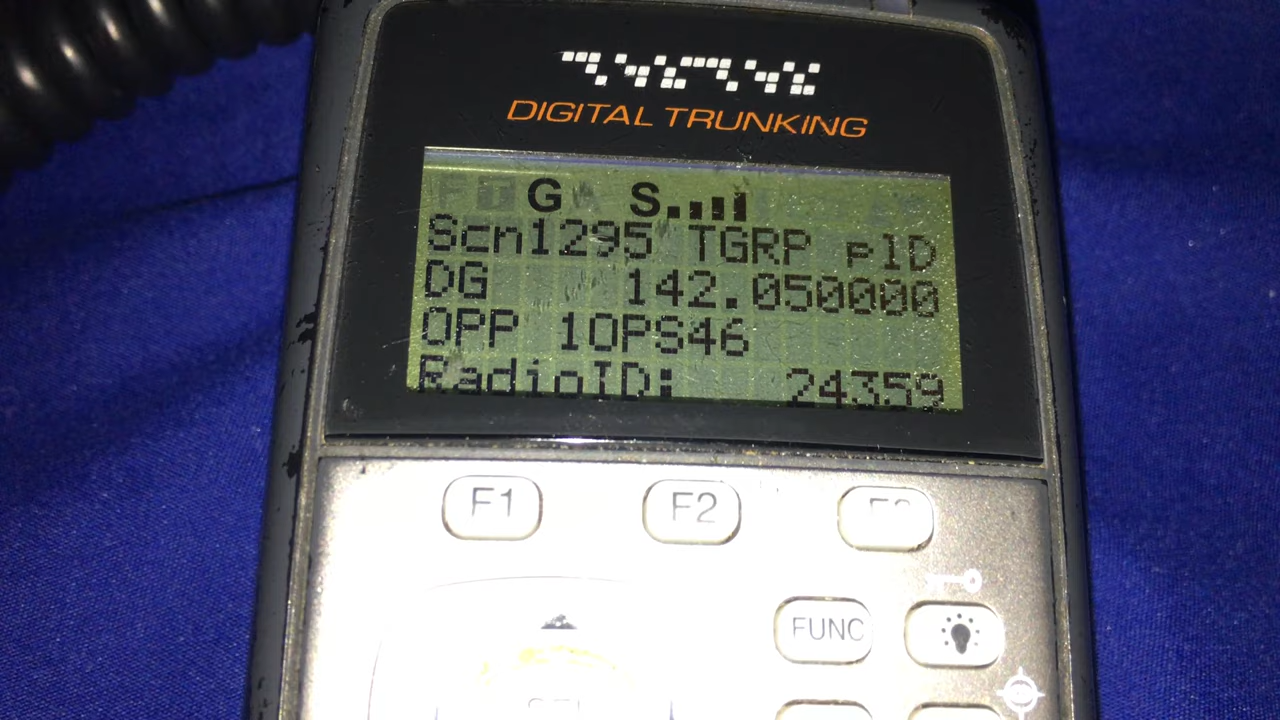 DIGITAL TRUNKING
G S
Scn1295 TGRP pID
DG 142.050000
OPP 1OPS46
RadioID: 24359
F1 F2
FUNC